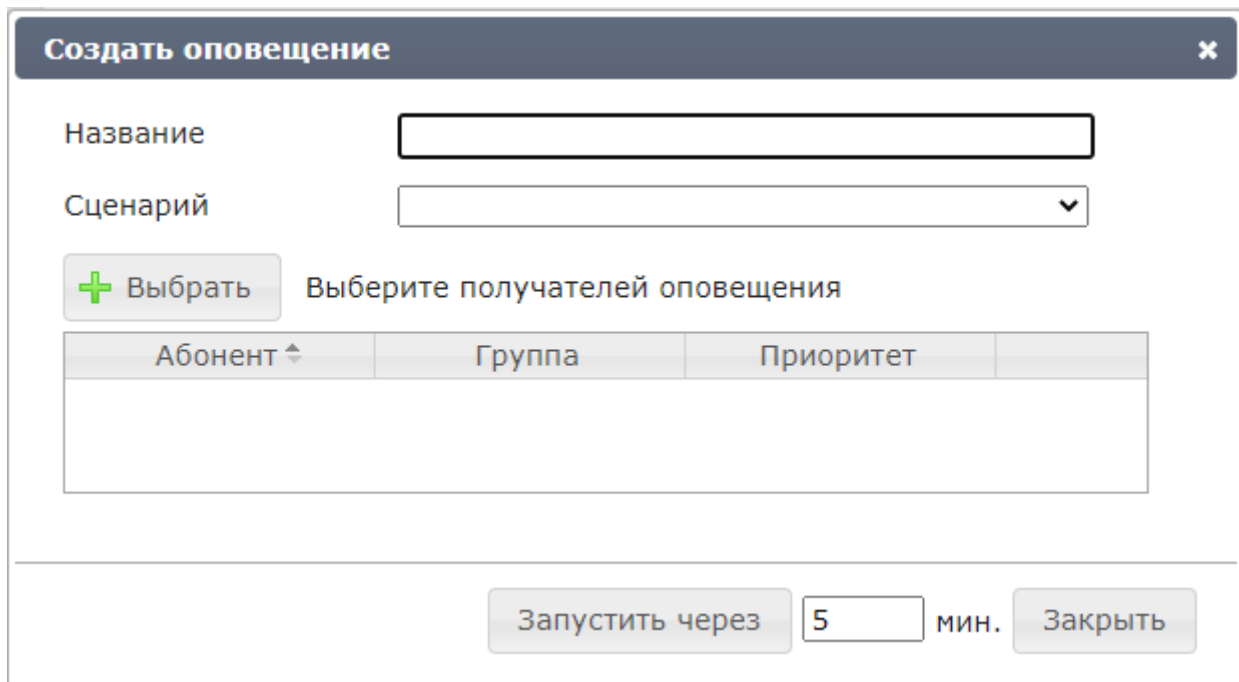 Создать оповещение
Название
Сценарий
Выбрать Выберите получателей оповещения
Абонент Группа Приоритет
Запустить через 5 мин. Закрыть